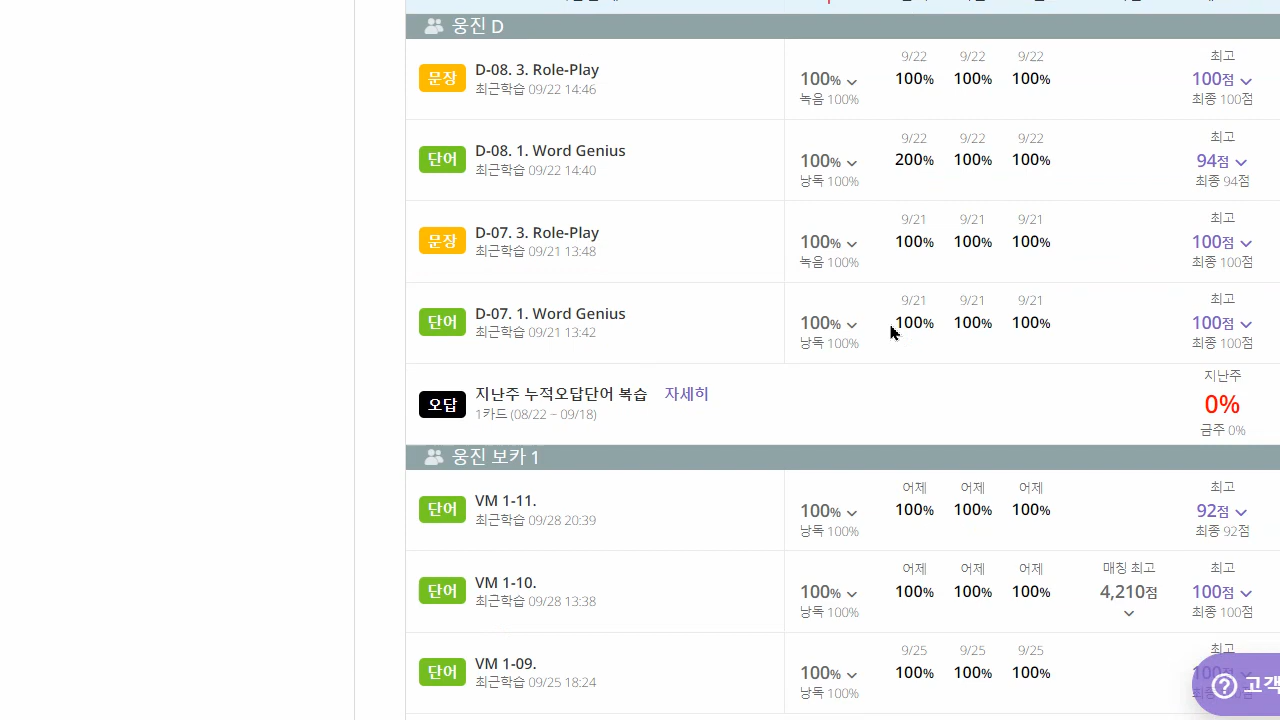 웅진 D
문장
D-08. 3. Role-Play
최근학습 09/22 14:46
100%
녹음 100%
9/22 9/22 9/22
100% 100% 100%
최고
100점
최종 100점
단어
D-08. 1. Word Genius
최근학습 09/22 14:40
100%
낭독 100%
9/22 9/22 9/22
200% 100% 100%
최고
94점
최종 94점
문장
D-07. 3. Role-Play
최근학습 09/21 13:48
100%
녹음 100%
9/21 9/21 9/21
100% 100% 100%
최고
100점
최종 100점
단어
D-07. 1. Word Genius
최근학습 09/21 13:42
100%
낭독 100%
9/21 9/21 9/21
100% 100% 100%
최고
100점
최종 100점
오답
지난주 누적오답단어 복습 자세히
1카드 (08/22 ~ 09/18)
지난주
0%
금주 0%
웅진 보카 1
단어
VM 1-11.
최근학습 09/28 20:39
100%
낭독 100%
어제 어제 어제
100% 100% 100%
최고
92점
최종 92점
단어
VM 1-10.
최근학습 09/28 13:38
100%
낭독 100%
어제 어제 어제
100% 100% 100%
매칭 최고
4,210점
최고
100점
최종 100점
단어
VM 1-09.
최근학습 09/25 18:24
100%
낭독 100%
9/25 9/25 9/25
100% 100% 100%
최고
100점
고객